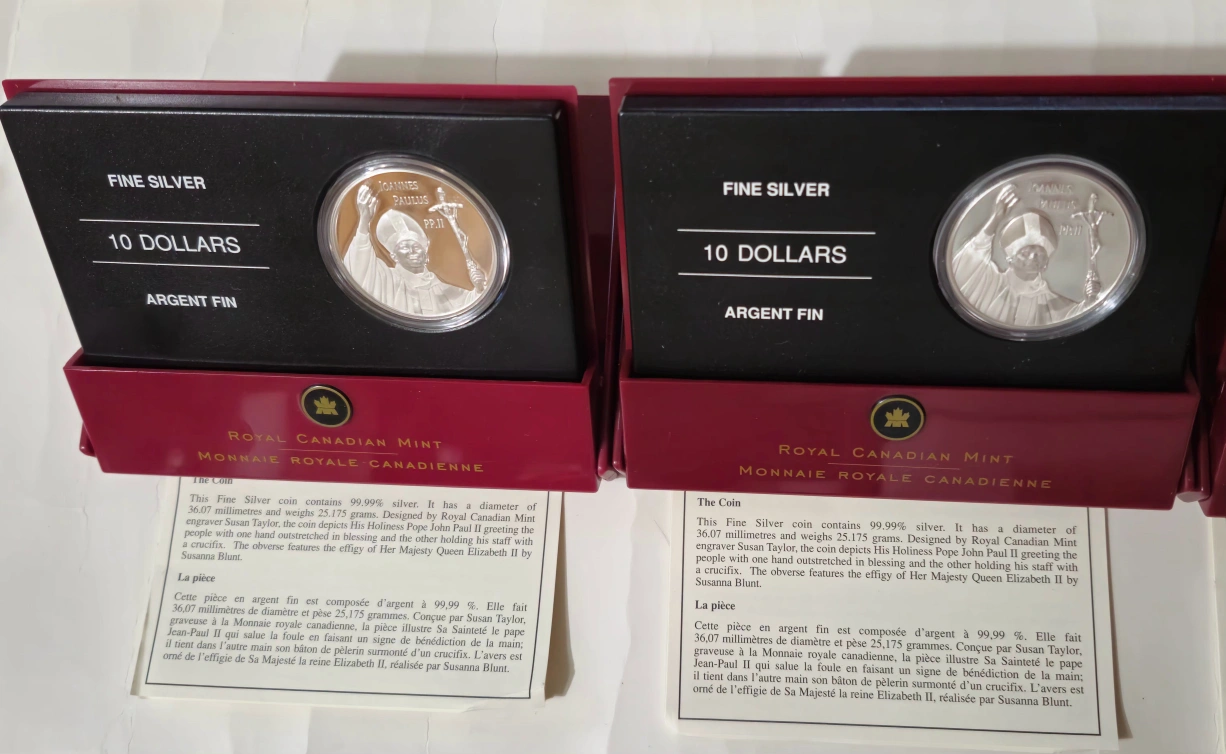 FINE SILVER
10 DOLLARS
ARGENT FIN
IOANNES
PAULUS
PP.II
ROYAL CANADIAN MINT
MONNAIE ROYALE CANADIENNE
The Coin
This Fine Silver coin contains 99.99% silver. It has a diameter of
36.07 millimetres and weighs 25.175 grams. Designed by Royal Canadian Mint
engraver Susan Taylor, the coin depicts His Holiness Pope John Paul II greeting the
people with one hand outstretched in blessing and the other holding his staff with
a crucifix. The obverse features the effigy of Her Majesty Queen Elizabeth II by
Susanna Blunt.
La pièce
Cette pièce en argent fin est composée d'argent à 99,99 %. Elle fait
36,07 millimètres de diamètre et pèse 25,175 grammes. Conçue par Susan Taylor,
graveuse à la Monnaie royale canadienne, la pièce illustre Sa Sainteté le pape
Jean-Paul II qui salue la foule en faisant un signe de bénédiction de la main;
il tient dans l'autre main son bâton de pèlerin surmonté d'un crucifix. L'avers est
orné de l'effigie de Sa Majesté la reine Elizabeth II, réalisée par Susanna Blunt.
FINE SILVER
10 DOLLARS
ARGENT FIN
IOANNES
PAULUS
PP.II
ROYAL CANADIAN MINT
MONNAIE ROYALE CANADIENNE
The Coin
This Fine Silver coin contains 99.99% silver. It has a diameter of
36.07 millimetres and weighs 25.175 grams. Designed by Royal Canadian Mint
engraver Susan Taylor, the coin depicts His Holiness Pope John Paul II greeting the
people with one hand outstretched in blessing and the other holding his staff with
a crucifix. The obverse features the effigy of Her Majesty Queen Elizabeth II by
Susanna Blunt.
La pièce
Cette pièce en argent fin est composée d'argent à 99,99 %. Elle fait
36,07 millimètres de diamètre et pèse 25,175 grammes. Conçue par Susan Taylor,
graveuse à la Monnaie royale canadienne, la pièce illustre Sa Sainteté le pape
Jean-Paul II qui salue la foule en faisant un signe de bénédiction de la main;
il tient dans l'autre main son bâton de pèlerin surmonté d'un crucifix. L'avers est
orné de l'effigie de Sa Majesté la reine Elizabeth II, réalisée par Susanna Blunt.